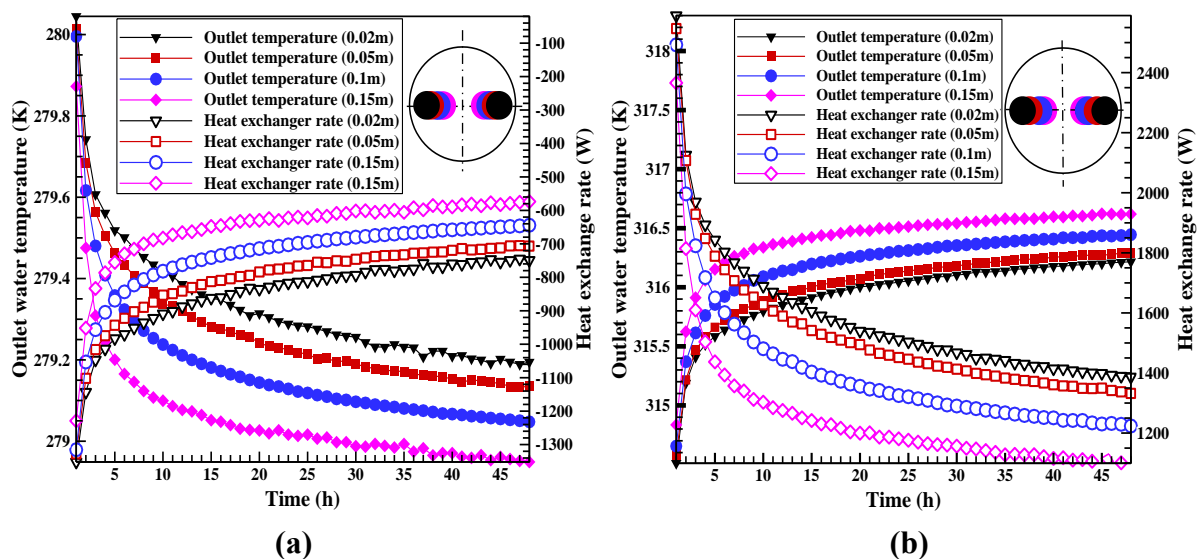 Outlet temperature (0.02m)
Outlet temperature (0.05m)
Outlet temperature (0.1m)
Outlet temperature (0.15m)
Heat exchanger rate (0.02m)
Heat exchanger rate (0.05m)
Heat exchanger rate (0.15m)
Heat exchanger rate (0.15m)
Outlet water temperature (K)
280
279.8
279.6
279.4
279.2
279
Heat exchange rate (W)
-100
-200
-300
-400
-500
-600
-700
-800
-900
-1000
-1100
-1200
-1300
5 10 15 20 25 30 35 40 45
Time (h)
(a)
Outlet temperature (0.02m)
Outlet temperature (0.05m)
Outlet temperature (0.1m)
Outlet temperature (0.15m)
Heat exchanger rate (0.02m)
Heat exchanger rate (0.05m)
Heat exchanger rate (0.1m)
Heat exchanger rate (0.15m)
Outlet water temperature (K)
318
317.5
317
316.5
316
315.5
315
Heat exchange rate (W)
2400
2200
2000
1800
1600
1400
1200
5 10 15 20 25 30 35 40 45
Time (h)
(b)